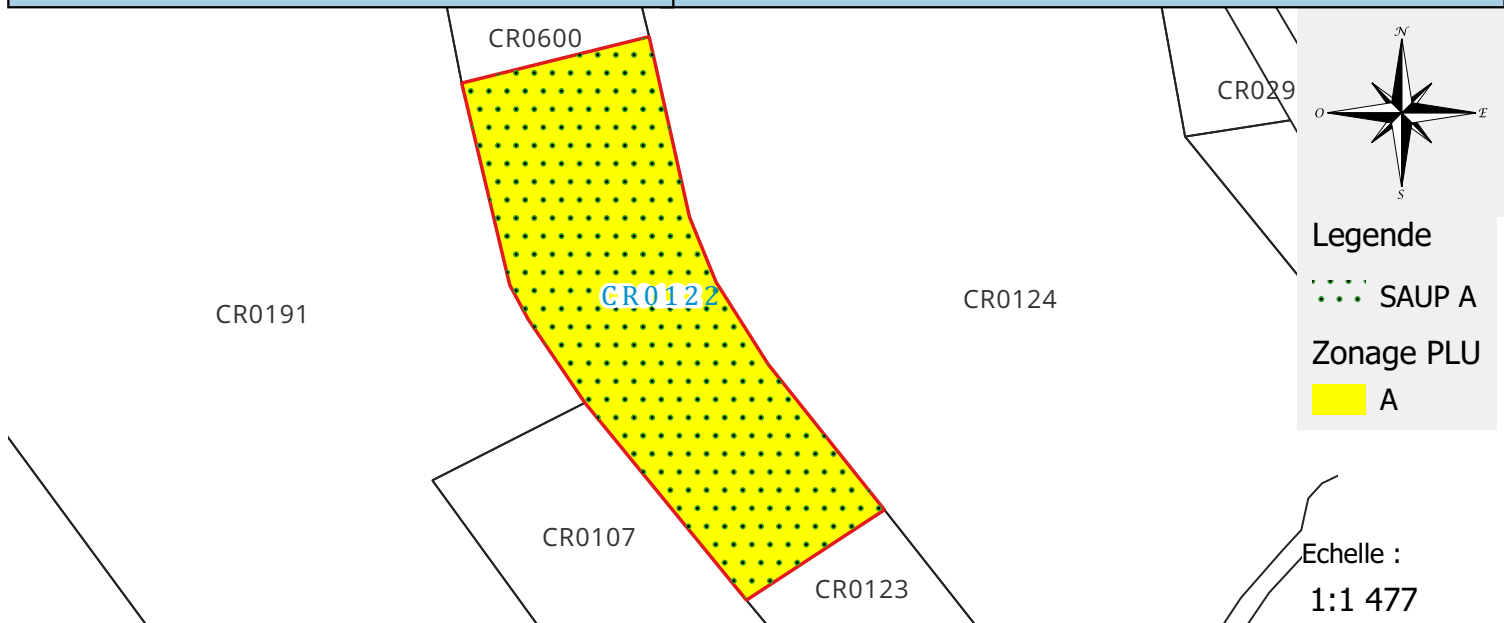 CR0600
N
CR029
O
E
S
Legende
CR0122
CR0124
SAUP A
CR0191
Zonage PLU
A
CR0107
Echelle :
CR0123
1:1 477